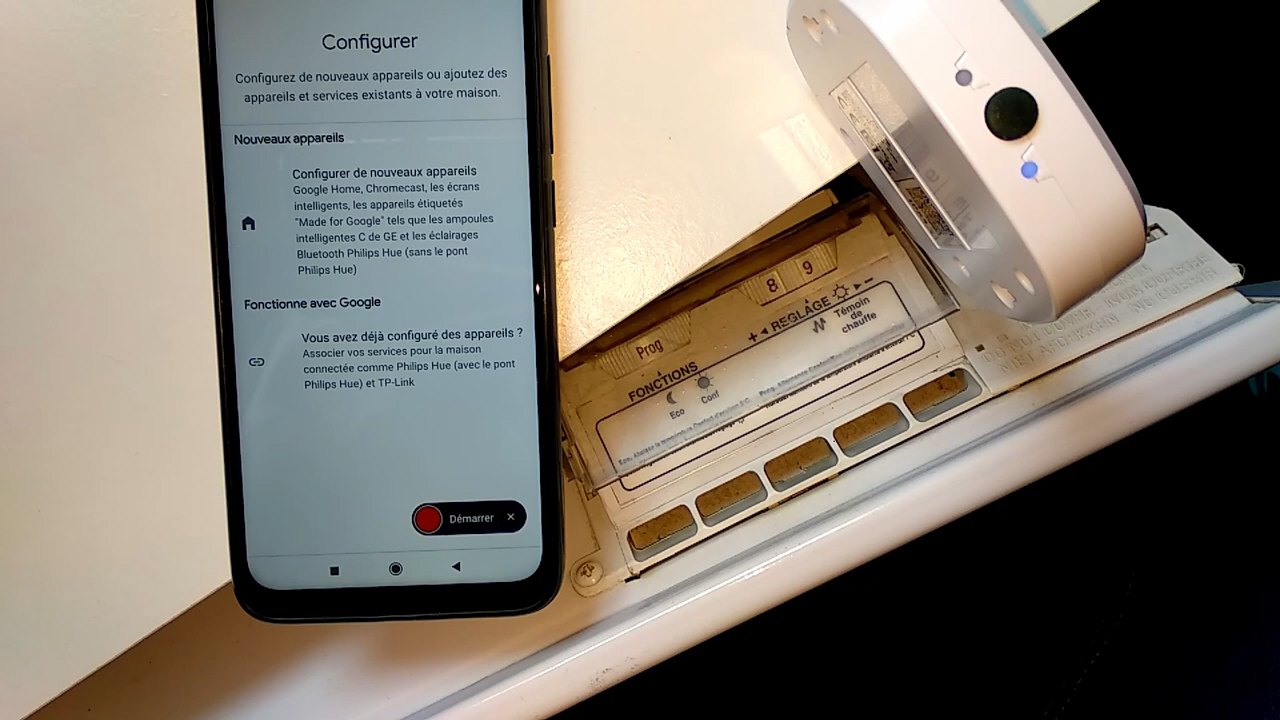 Configurer
Configurez de nouveaux appareils ou ajoutez des
appareils et services existants à votre maison.
Nouveaux appareils
Configurer de nouveaux appareils
Google Home, Chromecast, les écrans
intelligents, les appareils étiquetés
"Made for Google" tels que les ampoules
intelligentes C de GE et les éclairages
Bluetooth Philips Hue (sans le pont
Philips Hue)
Fonctionne avec Google
Vous avez déjà configuré des appareils ?
Associer vos services pour la maison
connectée comme Philips Hue (avec le pont
Philips Hue) et TP-Link
Démarrer ×
8 9
Prog
+ ◄ REGLAGE ► −
Témoin
de
chauffe
FONCTIONS
Eco Conf
DO NOT COVER